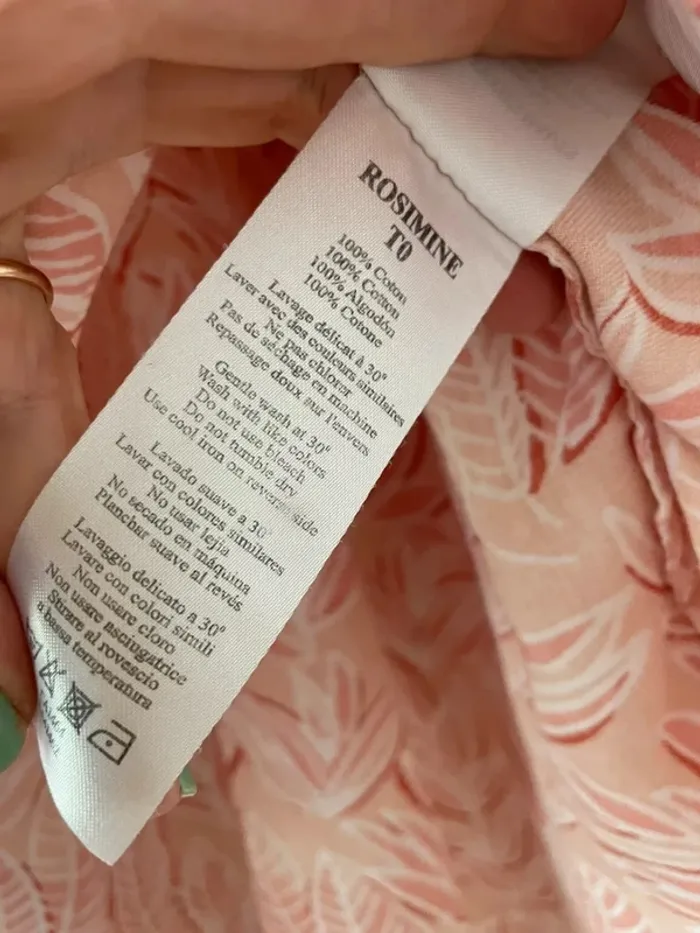 ROSIMINE
T0
100% Coton
100% Cotton
100% Algodón
100% Cotone
Lavage délicat à 30°
Laver avec des couleurs similaires
Ne pas chlorer
Pas de séchage en machine
Repassage doux sur l'envers
Gentle wash at 30°
Wash with like colors
Do not use bleach
Do not tumble dry
Use cool iron on reverse side
Lavado suave a 30°
Lavar con colores similares
No usar lejia
No secado en máquina
Planchar suave al revés
Lavaggio delicato a 30°
Lavare con colori simili
Non usare cloro
Non usare asciugatrice
Stirare al rovescio
a bassa temperatura